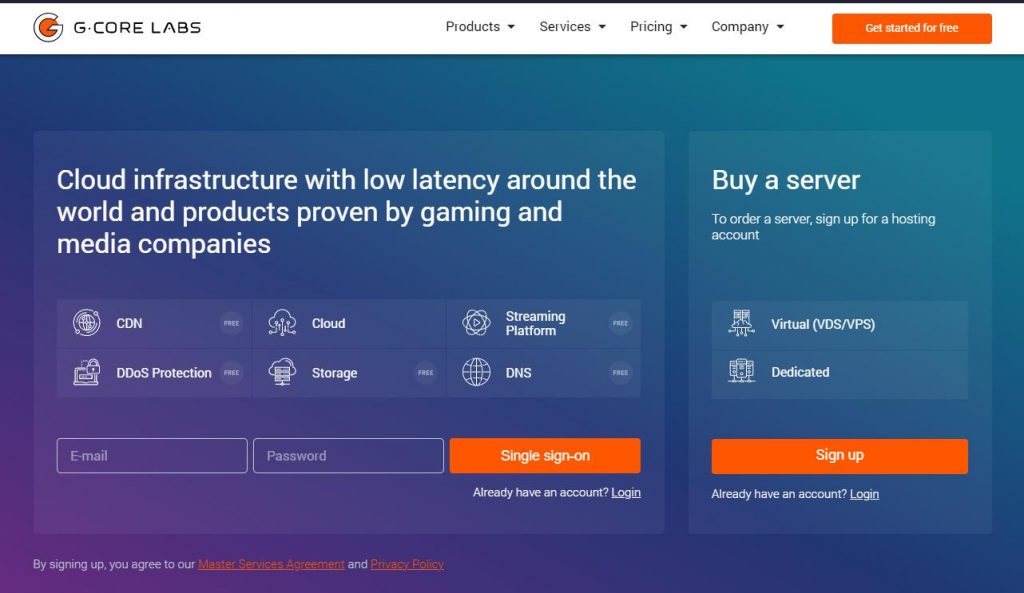 G·CORE LABS
Products
Services
Pricing
Company
Get started for free
Cloud infrastructure with low latency around the
world and products proven by gaming and
media companies
CDN
FREE
Cloud
Streaming
Platform
FREE
DDoS Protection
FREE
Storage
FREE
DNS
FREE
E-mail
Password
Single sign-on
Already have an account? Login
Buy a server
To order a server, sign up for a hosting
account
Virtual (VDS/VPS)
Dedicated
Sign up
Already have an account? Login
By signing up, you agree to our Master Services Agreement and Privacy Policy